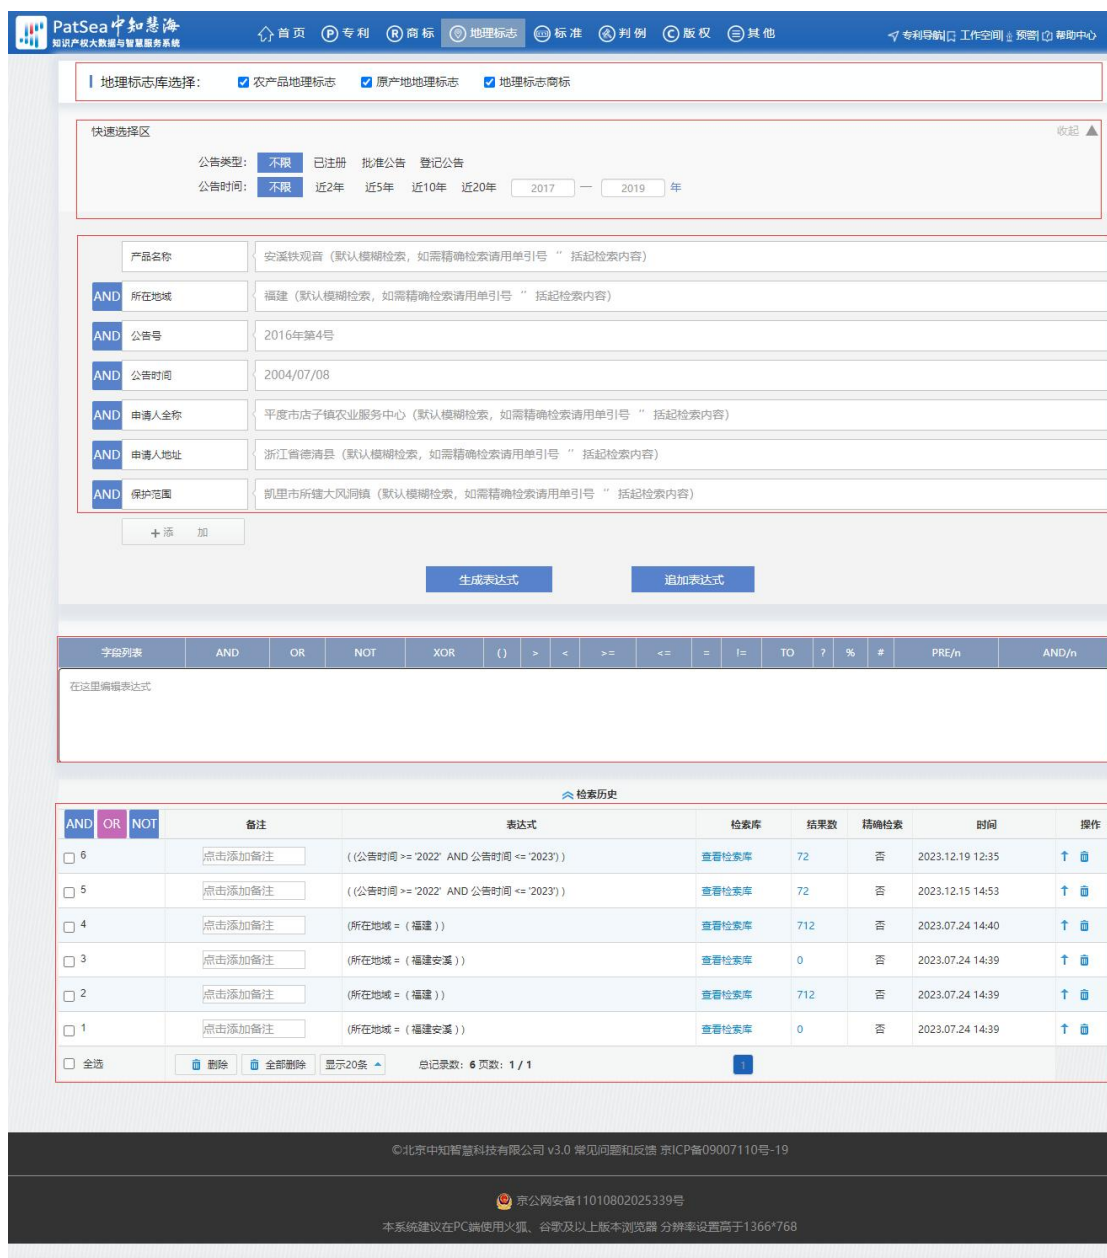 PatSea中知慧海
知识产权大数据与智慧服务系统
首页 P专利 R商标 地理标志 标准 判例 C版权 其他
专利导航| 工作空间| 预警| 帮助中心
地理标志库选择： 农产品地理标志 原产地地理标志 地理标志商标
快速选择区 收起
公告类型： 不限 已注册 批准公告 登记公告
公告时间： 不限 近2年 近5年 近10年 近20年 2017 — 2019 年
产品名称 安溪铁观音（默认模糊检索，如需精确检索请用单引号 '' 括起检索内容）
AND 所在地域 福建（默认模糊检索，如需精确检索请用单引号 '' 括起检索内容）
AND 公告号 2016年第4号
AND 公告时间 2004/07/08
AND 申请人全称 平度市店子镇农业服务中心（默认模糊检索，如需精确检索请用单引号 '' 括起检索内容）
AND 申请人地址 浙江省德清县（默认模糊检索，如需精确检索请用单引号 '' 括起检索内容）
AND 保护范围 凯里市所辖大风洞镇（默认模糊检索，如需精确检索请用单引号 '' 括起检索内容）
+添 加
生成表达式 追加表达式
字段列表 AND OR NOT XOR ( ) > < >= <= = != TO ? % # PRE/n AND/n
在这里编辑表达式
检索历史
AND OR NOT 备注 表达式 检索库 结果数 精确检索 时间 操作
6 点击添加备注 ( (公告时间 >= '2022' AND 公告时间 <= '2023') ) 查看检索库 72 否 2023.12.19 12:35
5 点击添加备注 ( (公告时间 >= '2022' AND 公告时间 <= '2023') ) 查看检索库 72 否 2023.12.15 14:53
4 点击添加备注 (所在地域 = ( 福建 ) ) 查看检索库 712 否 2023.07.24 14:40
3 点击添加备注 (所在地域 = ( 福建安溪 ) ) 查看检索库 0 否 2023.07.24 14:39
2 点击添加备注 (所在地域 = ( 福建 ) ) 查看检索库 712 否 2023.07.24 14:39
1 点击添加备注 (所在地域 = ( 福建安溪 ) ) 查看检索库 0 否 2023.07.24 14:39
全选 删除 全部删除 显示20条 总记录数：6 页数：1 / 1 1
©北京中知智慧科技有限公司 v3.0 常见问题和反馈 京ICP备09007110号-19
京公网安备11010802025339号
本系统建议在PC端使用火狐、谷歌及以上版本浏览器 分辨率设置高于1366*768